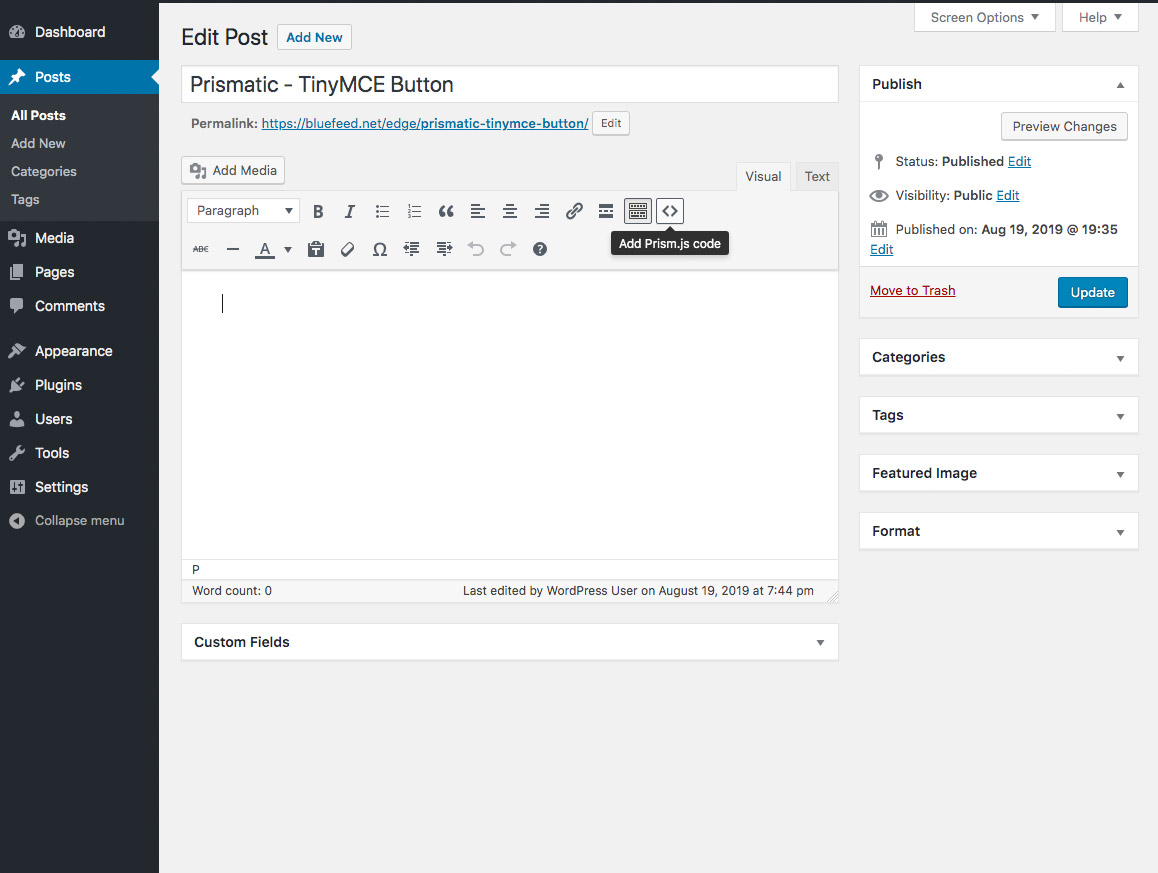 Dashboard
Posts
All Posts
Add New
Categories
Tags
Media
Pages
Comments
Appearance
Plugins
Users
Tools
Settings
Collapse menu
Screen Options
Help
Edit Post
Add New
Prismatic - TinyMCE Button
Permalink: https://bluefeed.net/edge/prismatic-tinymce-button/ Edit
Add Media
Visual
Text
Paragraph
B
I
ABC
A
T
Ω
?
Add Prism.js code
P
Word count: 0
Last edited by WordPress User on August 19, 2019 at 7:44 pm
Custom Fields
Publish
Preview Changes
Status: Published Edit
Visibility: Public Edit
Published on: Aug 19, 2019 @ 19:35
Edit
Move to Trash
Update
Categories
Tags
Featured Image
Format